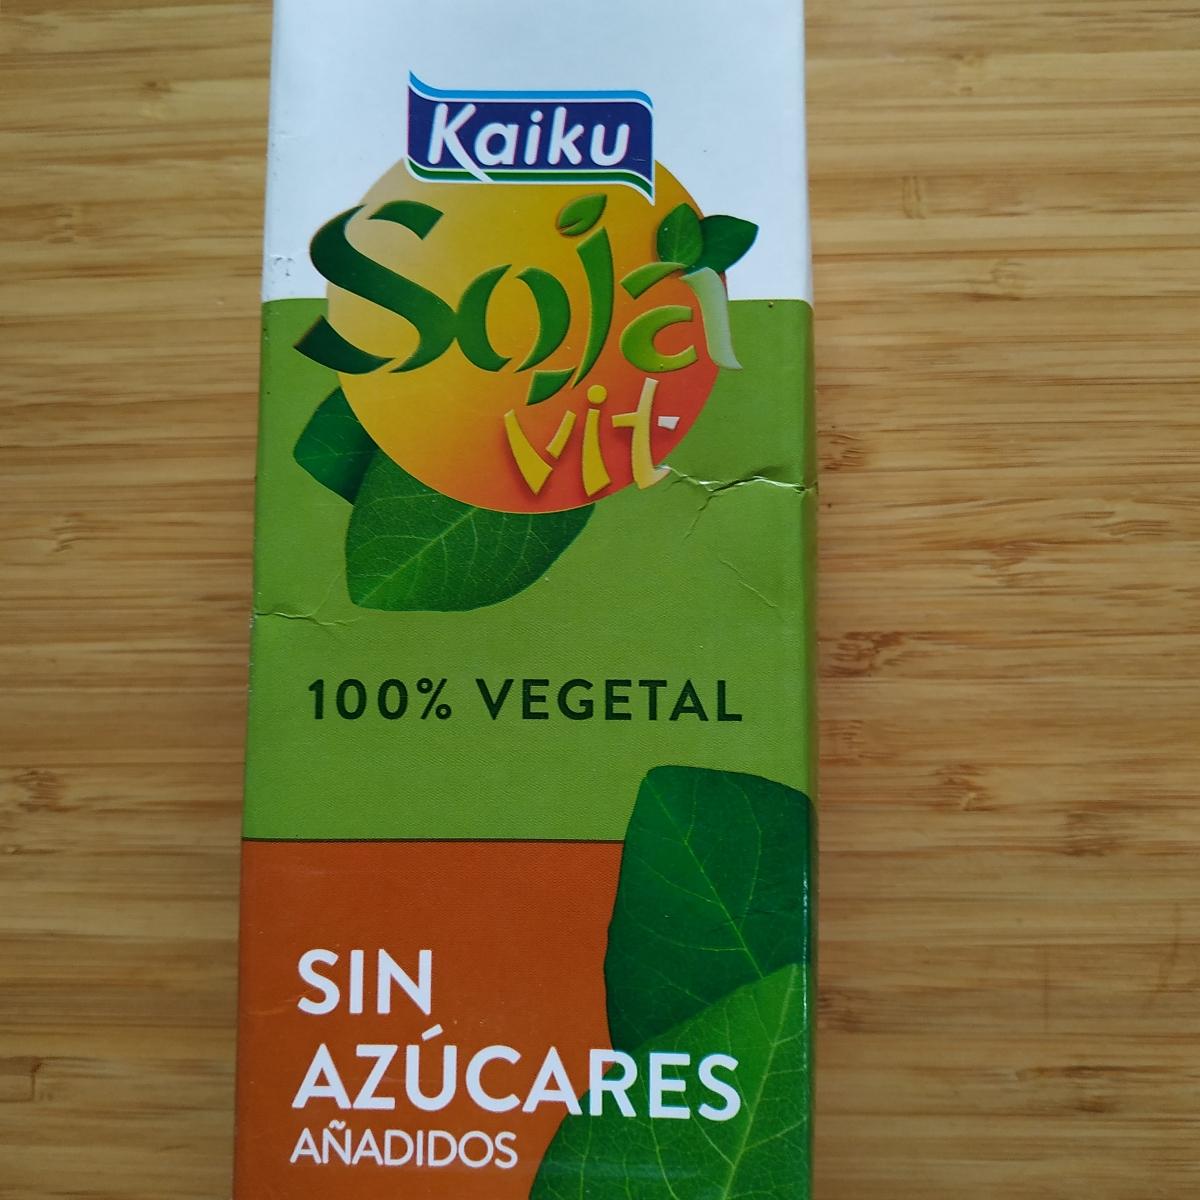 Kaiku
Soja
vit
100% VEGETAL
SIN
AZÚCARES
AÑADIDOS